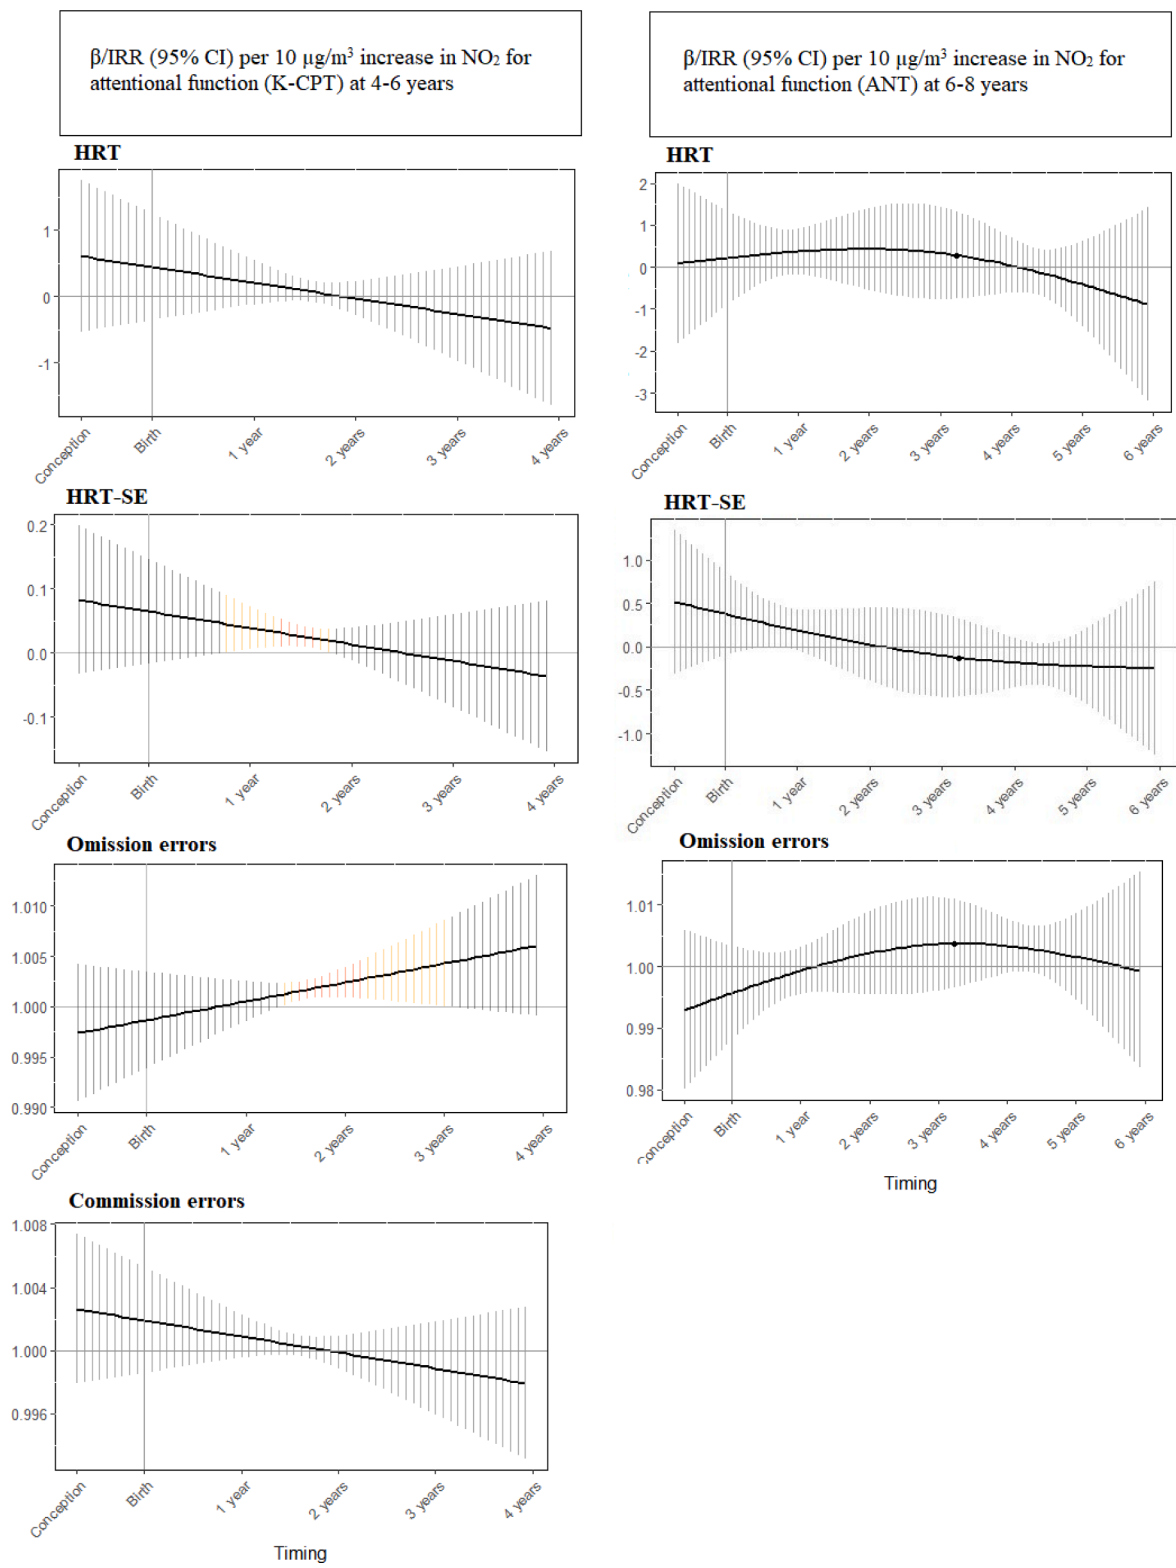 β/IRR (95% CI) per 10 µg/m³ increase in NO₂ for
attentional function (K-CPT) at 4-6 years
HRT
1
0
-1
Conception
Birth
1 year
2 years
3 years
4 years
HRT-SE
0.2
0.1
0.0
-0.1
Conception
Birth
1 year
2 years
3 years
4 years
Omission errors
1.010
1.005
1.000
0.995
0.990
Conception
Birth
1 year
2 years
3 years
4 years
Commission errors
1.008
1.004
1.000
0.996
Conception
Birth
1 year
2 years
3 years
4 years
Timing
β/IRR (95% CI) per 10 µg/m³ increase in NO₂ for
attentional function (ANT) at 6-8 years
HRT
2
1
0
-1
-2
-3
Conception
Birth
1 year
2 years
3 years
4 years
5 years
6 years
HRT-SE
1.0
0.5
0.0
-0.5
-1.0
Conception
Birth
1 year
2 years
3 years
4 years
5 years
6 years
Omission errors
1.01
1.00
0.99
0.98
Conception
Birth
1 year
2 years
3 years
4 years
5 years
6 years
Timing